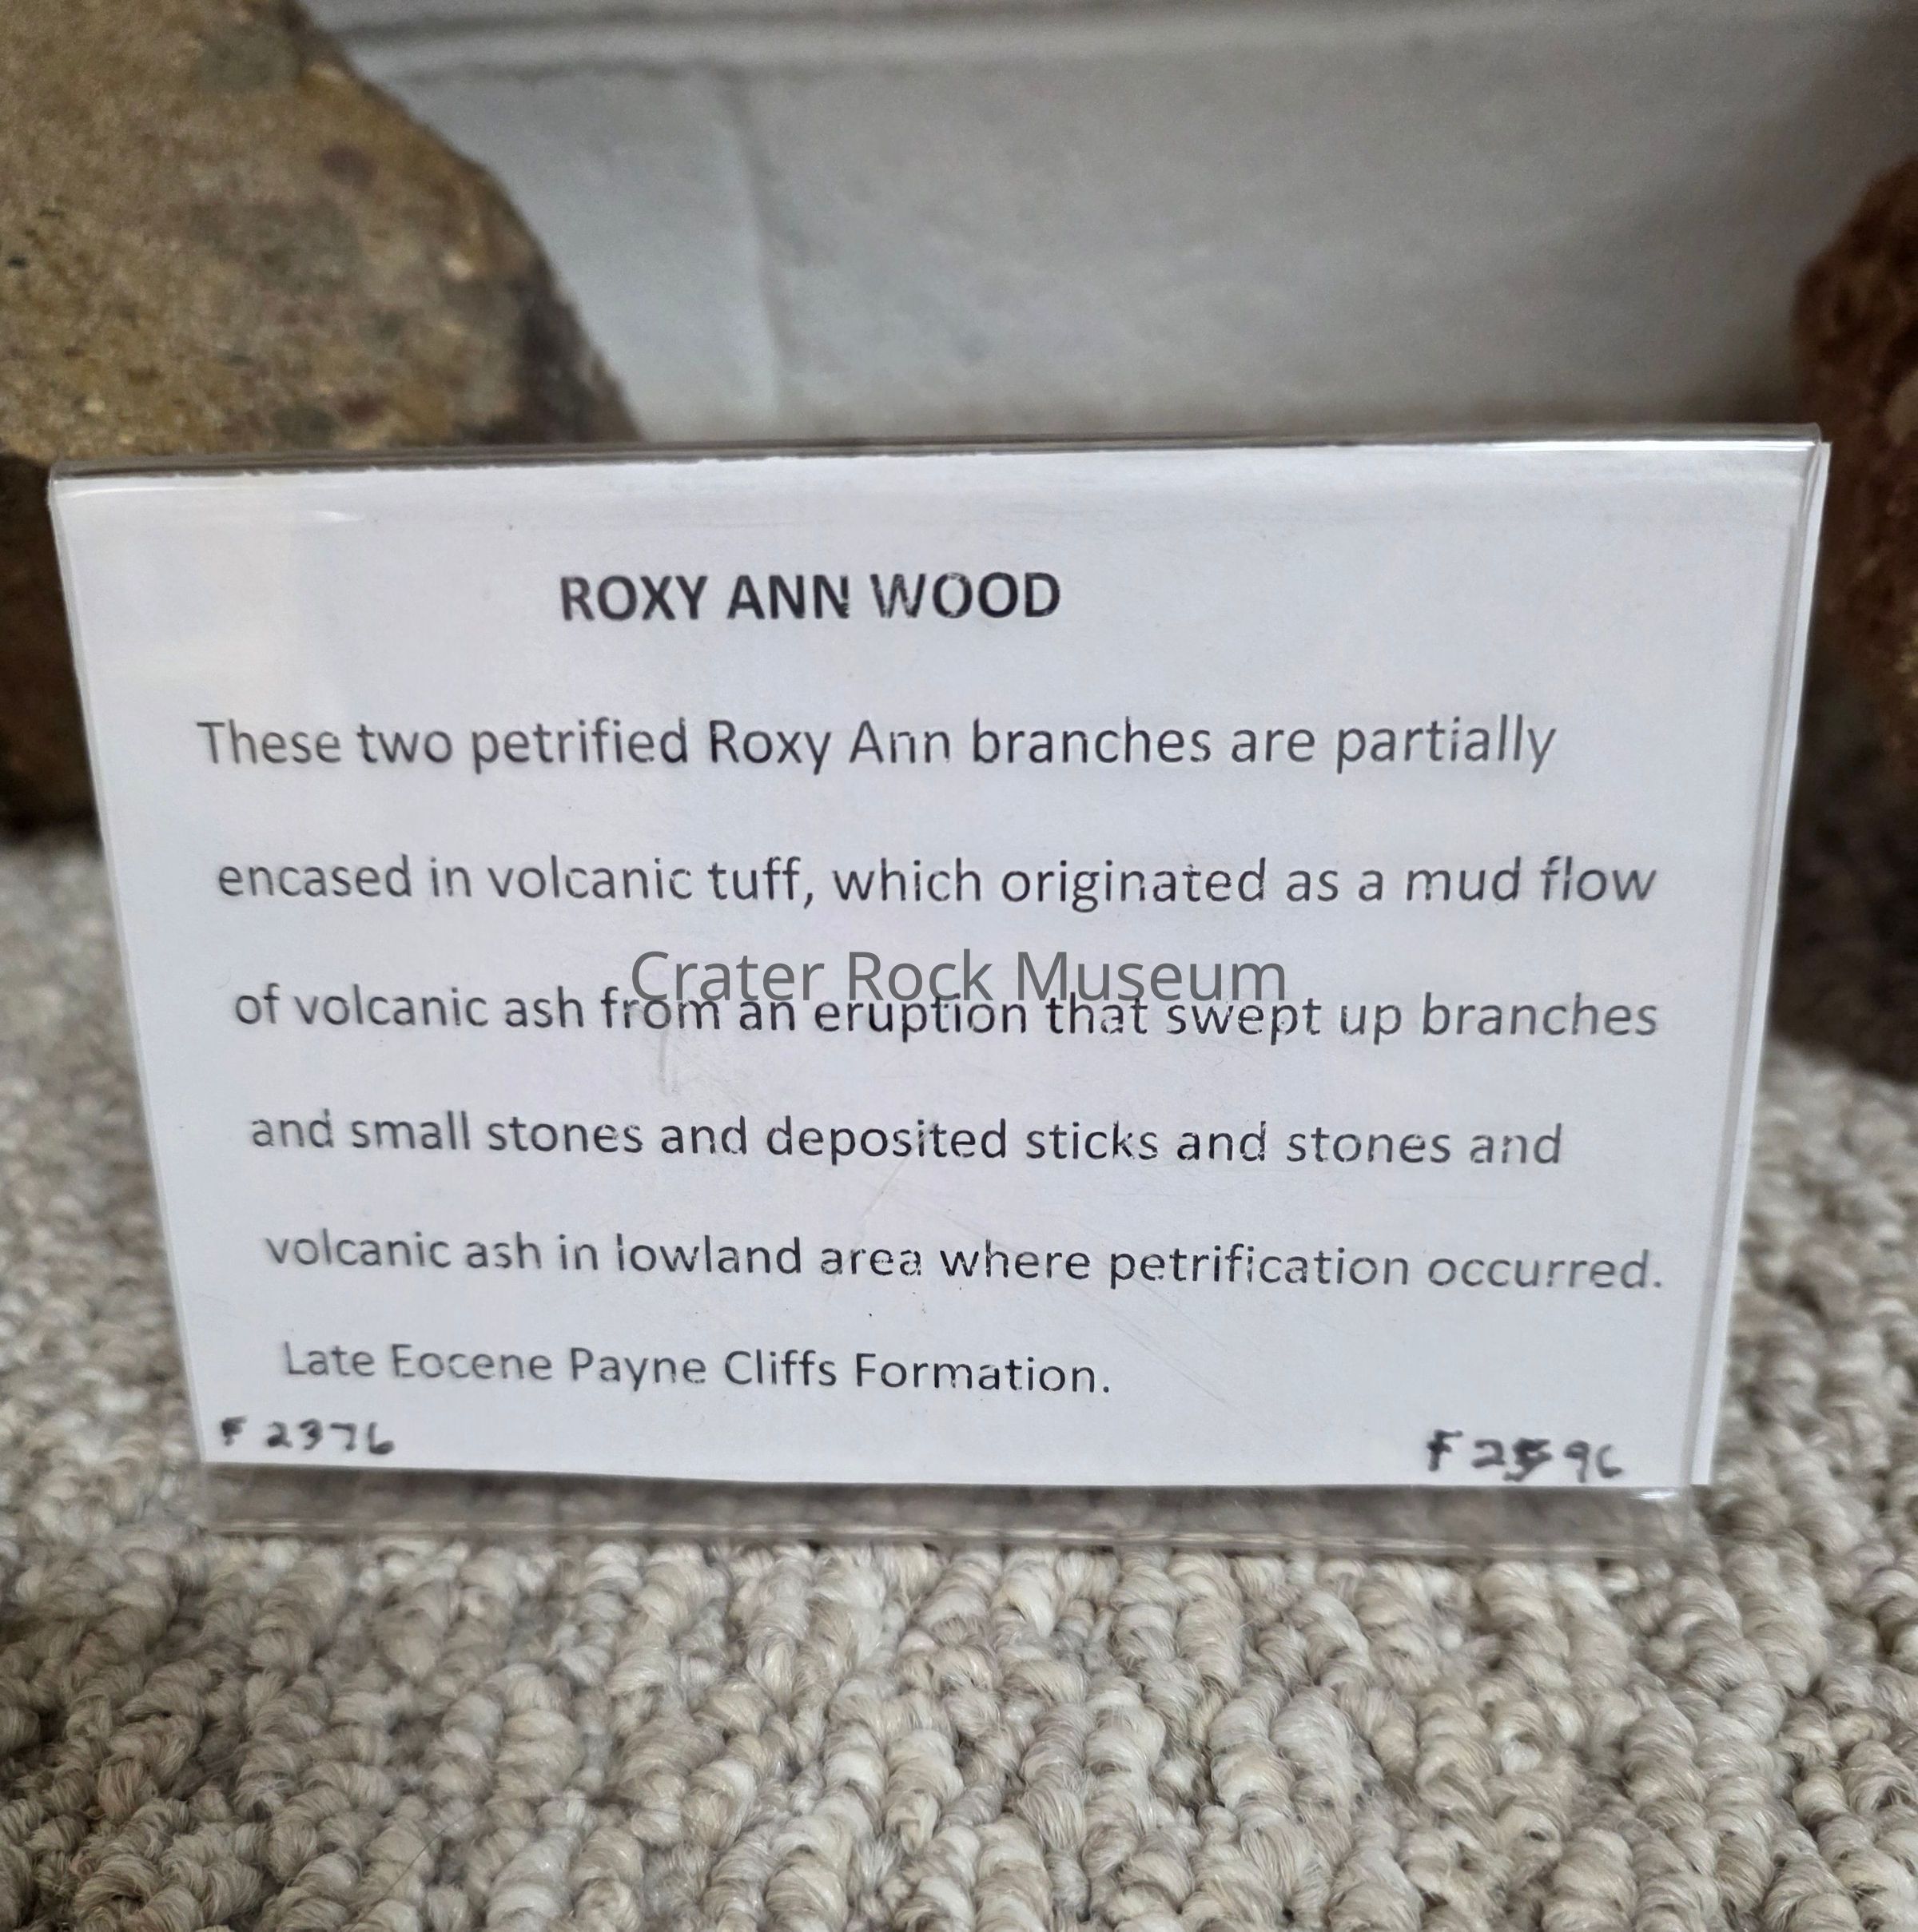 ROXY ANN WOOD
These two petrified Roxy Ann branches are partially
encased in volcanic tuff, which originated as a mud flow
Crater Rock Museum
of volcanic ash from an eruption that swept up branches
and small stones and deposited sticks and stones and
volcanic ash in lowland area where petrification occurred.
Late Eocene Payne Cliffs Formation.
F 2376
F